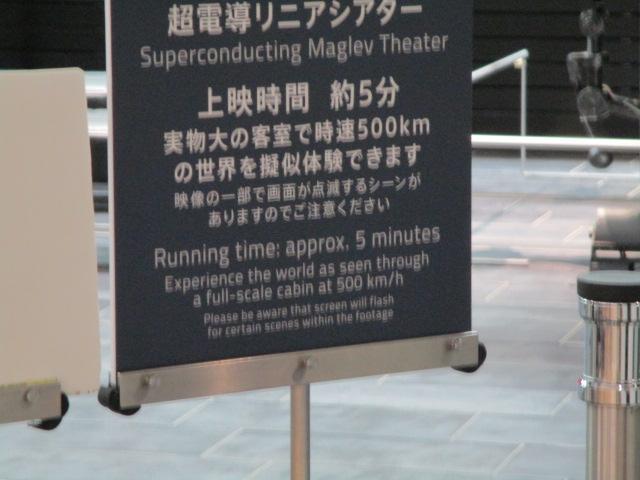 超電導リニアシアター
Superconducting Maglev Theater
上映時間　約5分
実物大の客室で時速500km
の世界を擬似体験できます
映像の一部で画面が点滅するシーンが
ありますのでご注意ください
Running time: approx. 5 minutes
Experience the world as seen through
a full-scale cabin at 500 km/h
Please be aware that screen will flash
for certain scenes within the footage